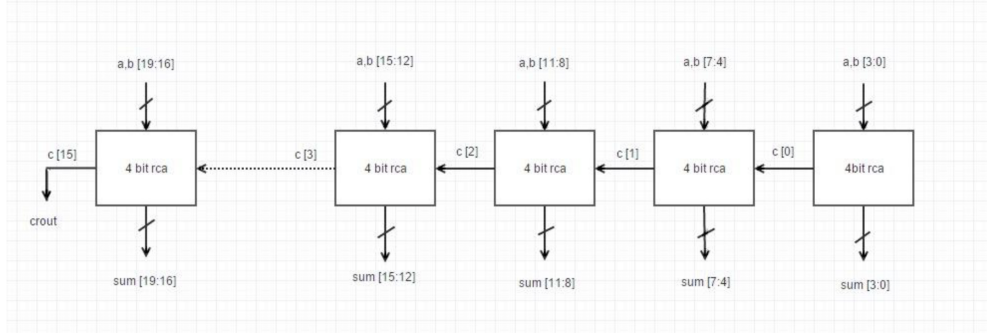 a,b [19:16]
a,b [15:12]
a,b [11:8]
a,b [7:4]
a,b [3:0]
c [15]
4 bit rca
c [3]
4 bit rca
c [2]
4 bit rca
c [1]
4 bit rca
c [0]
4bit rca
crout
sum [19:16]
sum [15:12]
sum [11:8]
sum [7:4]
sum [3:0]